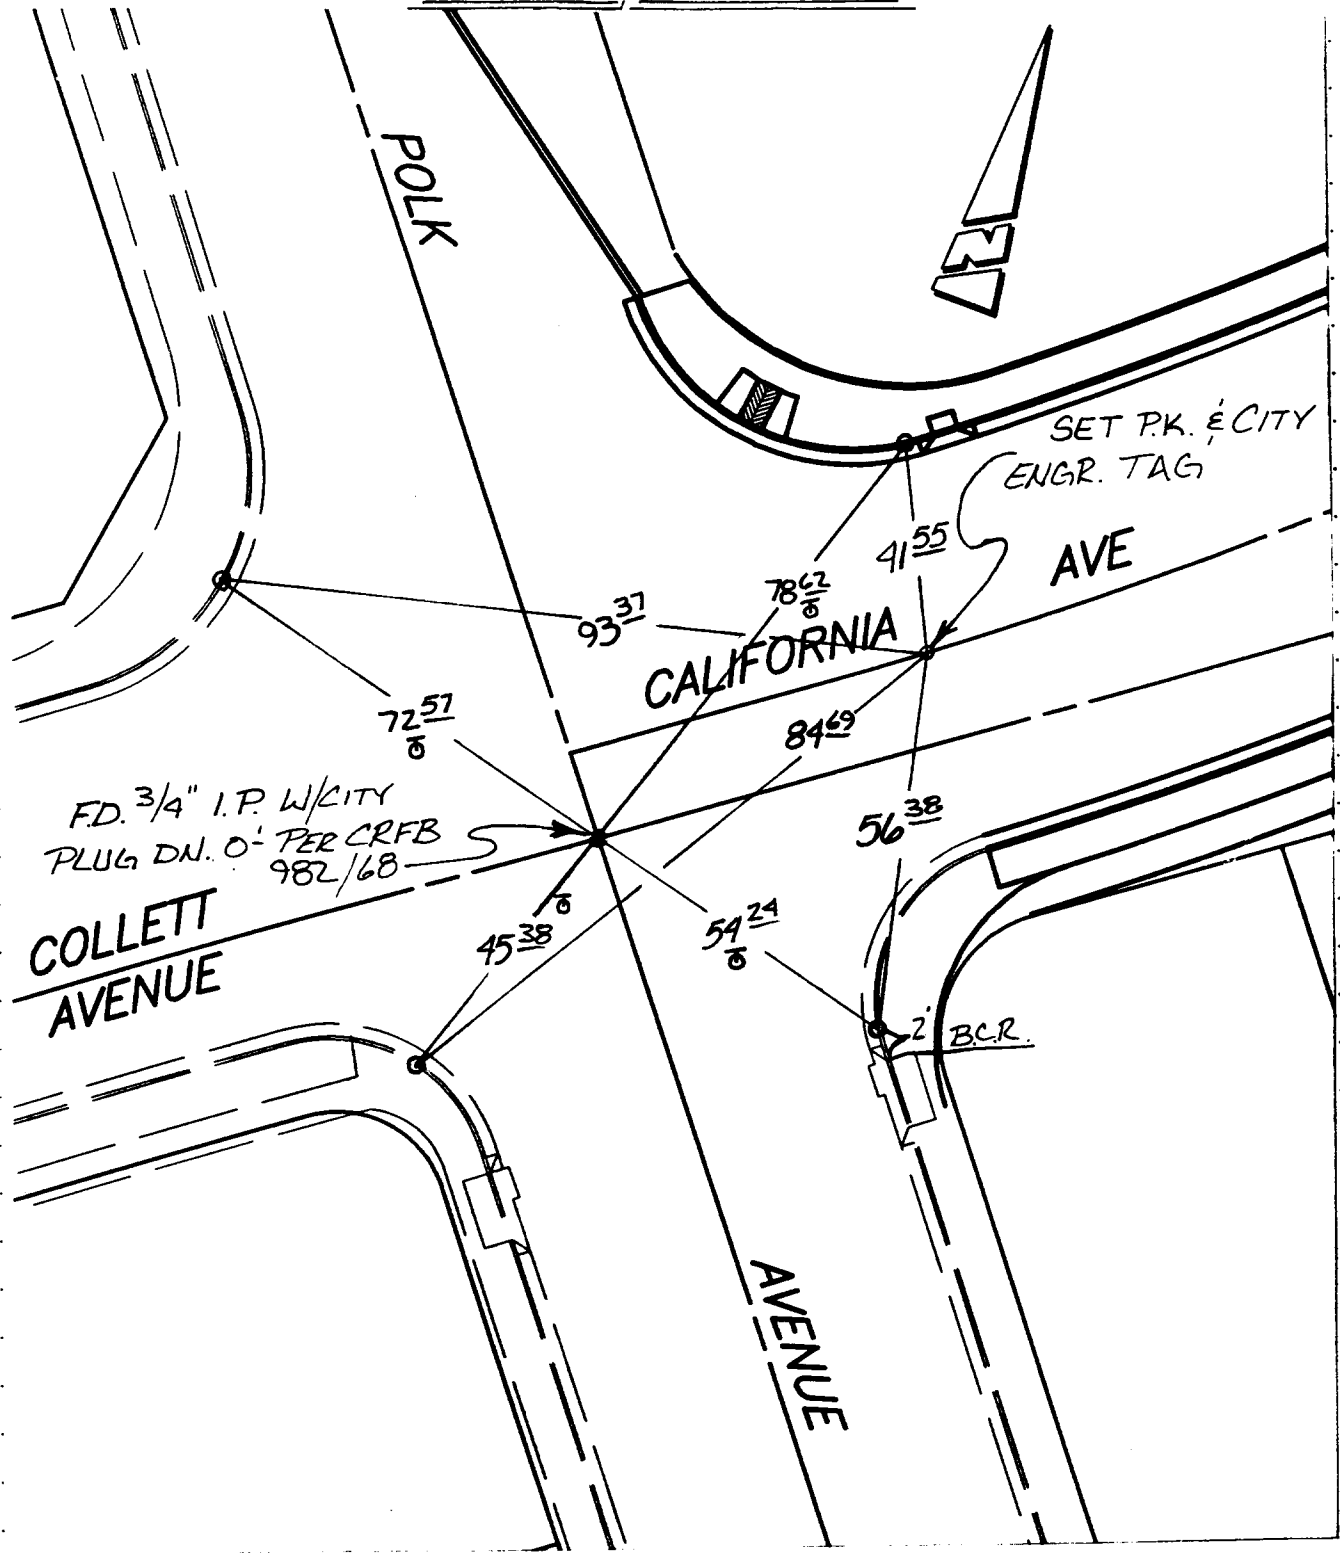 POLK
N
SET P.K. & CITY
ENGR. TAG
41 55
AVE
78 62
93 37
CALIFORNIA
72 57
84 69
F.D. 3/4" I.P. W/CITY
PLUG DN. 0' PER CRFB
982/68
56 38
COLLETT
AVENUE
45 38
54 24
2' B.C.R.
AVENUE